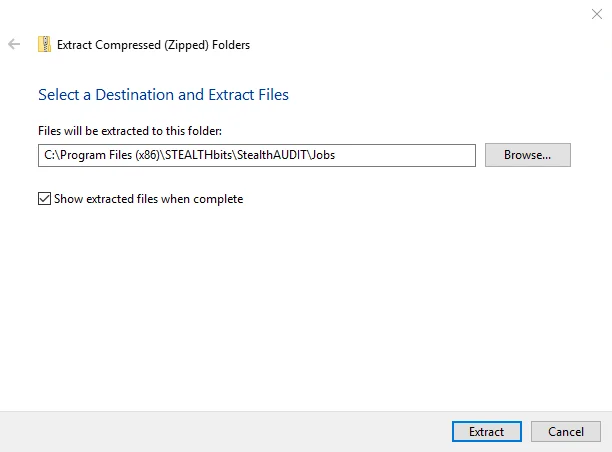 Extract Compressed (Zipped) Folders
Select a Destination and Extract Files
Files will be extracted to this folder:
C:\Program Files (x86)\STEALTHbits\StealthAUDIT\Jobs
Browse...
Show extracted files when complete
Extract
Cancel